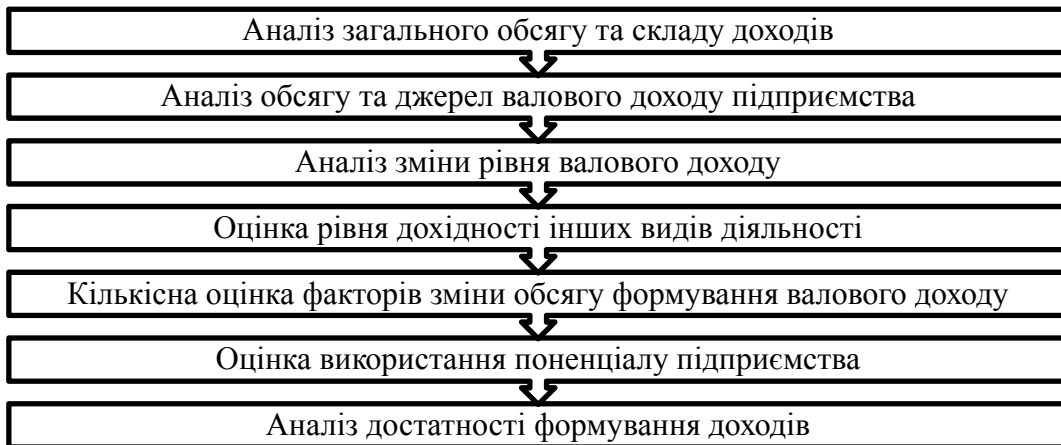 Аналіз загального обсягу та складу доходів
Аналіз обсягу та джерел валового доходу підприємства
Аналіз зміни рівня валового доходу
Оцінка рівня дохідності інших видів діяльності
Кількісна оцінка факторів зміни обсягу формування валового доходу
Оцінка використання поненціалу підприємства
Аналіз достатності формування доходів